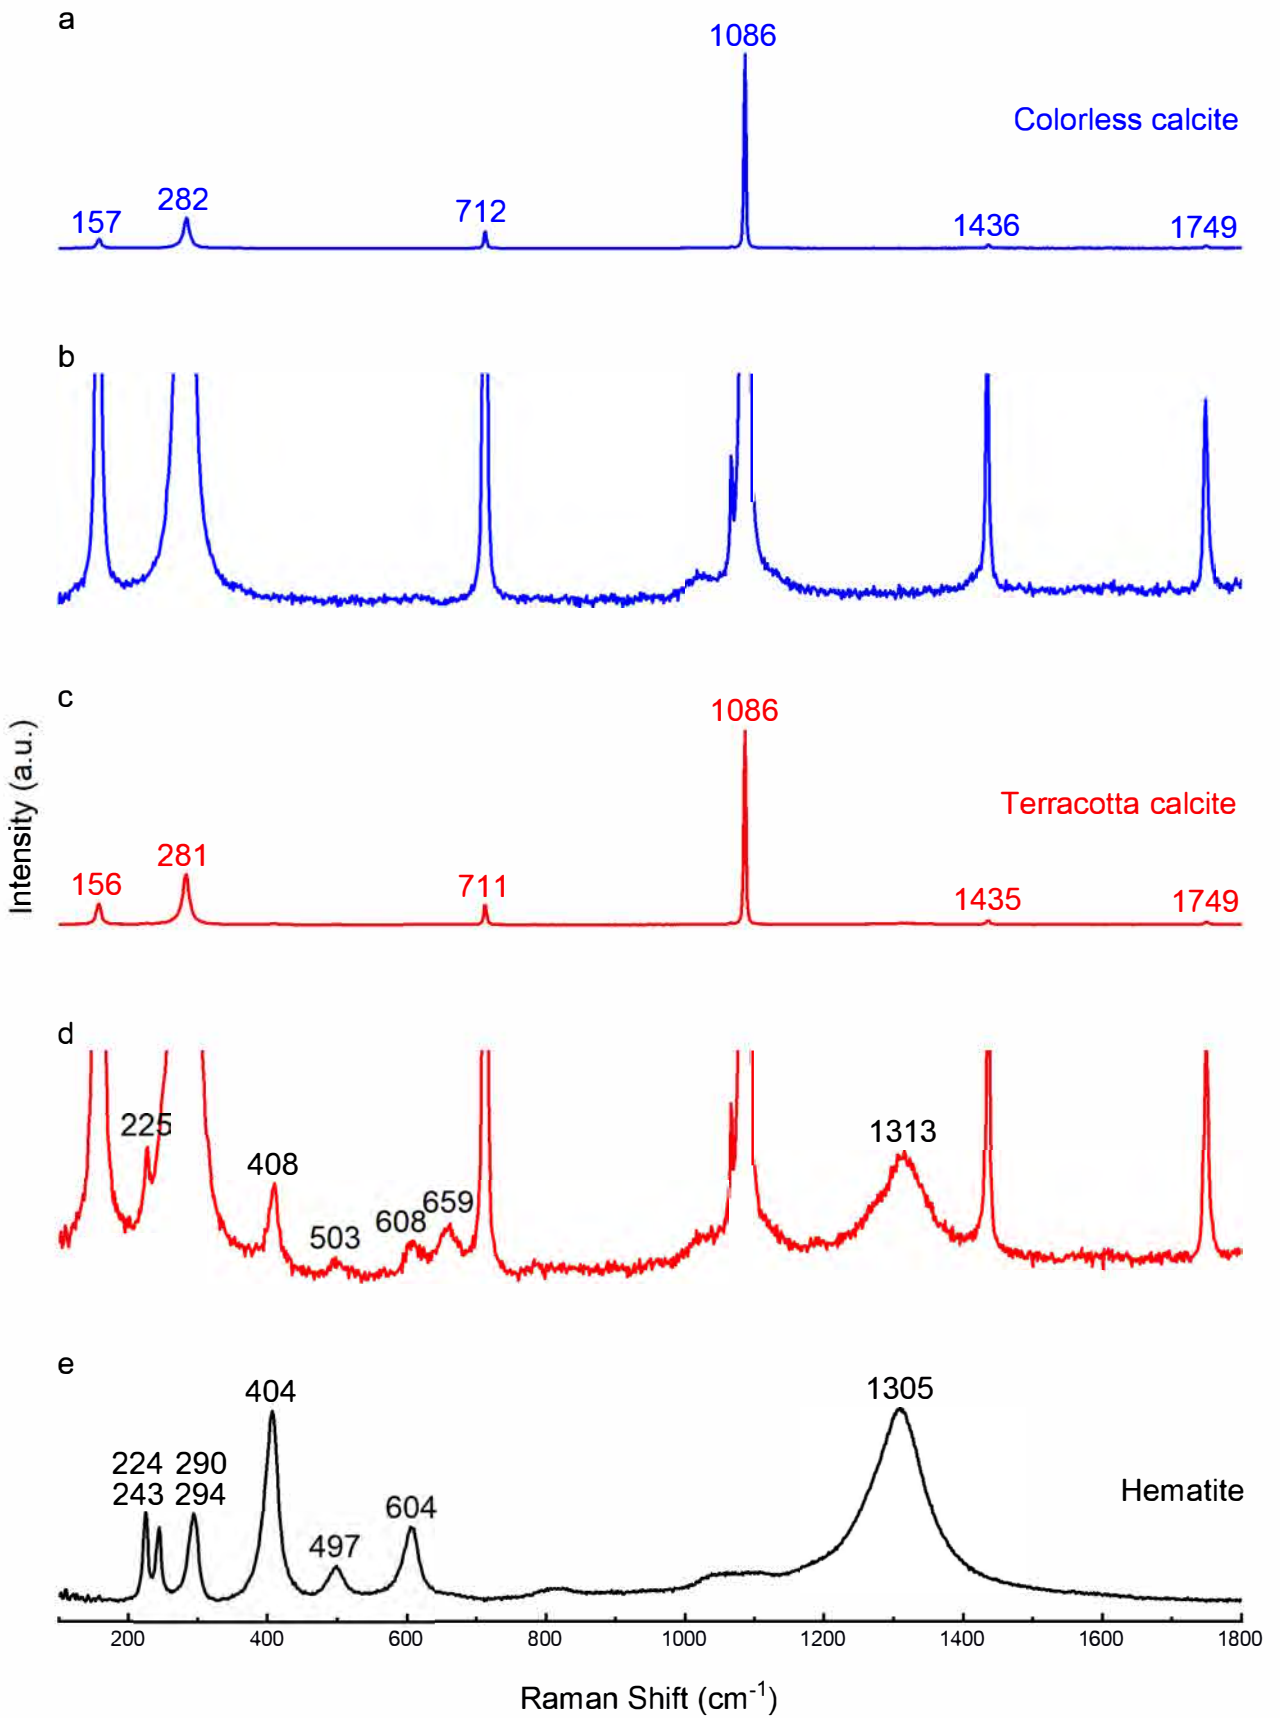 a
1086
Colorless calcite
157
282
712
1436
1749
b
c
1086
Terracotta calcite
156
281
711
1435
1749
d
225
408
503
608
659
1313
e
404
1305
224 290
243 294
497
604
Hematite
200 400 600 800 1000 1200 1400 1600 1800
Raman Shift (cm⁻¹)
Intensity (a.u.)